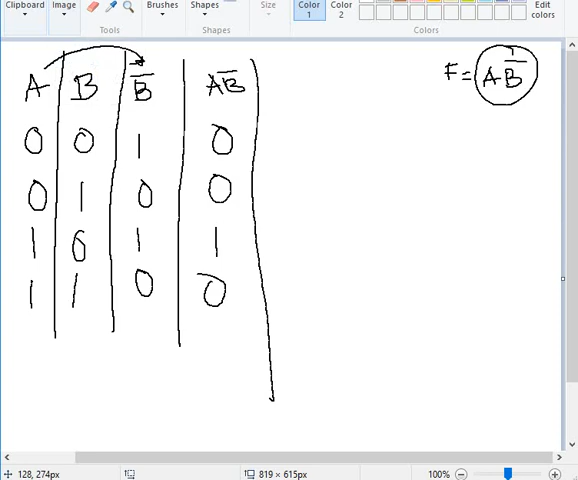 Clipboard Image Tools Brushes Shapes Size Color 1 Color 2 Edit colors
Tools Shapes Colors
F = AB̅
A B B̅ AB̅
0 0 1 0
0 1 0 0
1 0 1 1
1 1 0 0
128, 274px 819 × 615px 100%